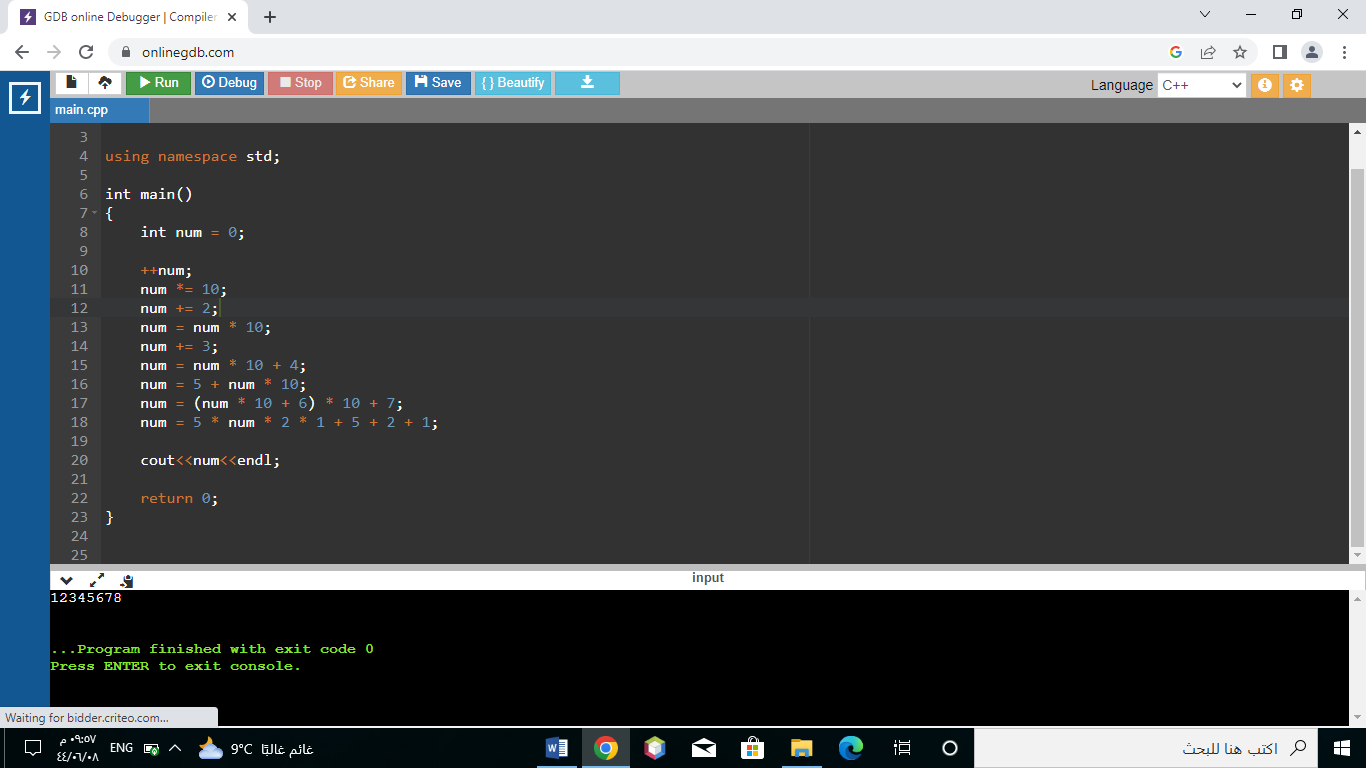 GDB online Debugger | Compiler
onlinegdb.com
Run Debug Stop Share Save { } Beautify
Language C++
main.cpp
3
4 using namespace std;
5
6 int main()
7 {
8 int num = 0;
9
10 ++num;
11 num *= 10;
12 num += 2;
13 num = num * 10;
14 num += 3;
15 num = num * 10 + 4;
16 num = 5 + num * 10;
17 num = (num * 10 + 6) * 10 + 7;
18 num = 5 * num * 2 * 1 + 5 + 2 + 1;
19
20 cout<<num<<endl;
21
22 return 0;
23 }
24
25
input
12345678
...Program finished with exit code 0
Press ENTER to exit console.
Waiting for bidder.criteo.com...
٠٩:٥٧ م
٤٤/٠٦/٠٨
ENG
9°C غائم غالبًا
اكتب هنا للبحث